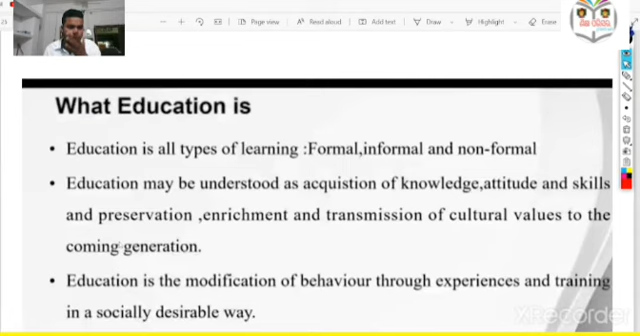 Page view
Read aloud
Add text
Draw
Highlight
Erase
What Education is
• Education is all types of learning :Formal,informal and non-formal
• Education may be understood as acquistion of knowledge,attitude and skills
and preservation ,enrichment and transmission of cultural values to the
coming generation.
• Education is the modification of behaviour through experiences and training
in a socially desirable way.
XRecorder